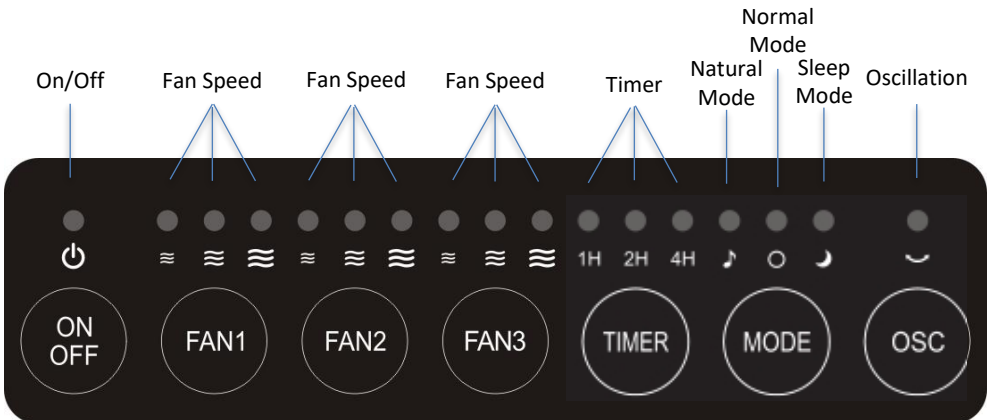 Normal
Mode
On/Off Fan Speed Fan Speed Fan Speed Timer Natural
Mode Sleep
Mode Oscillation
1H 2H 4H
ON
OFF
FAN1 FAN2 FAN3 TIMER MODE OSC